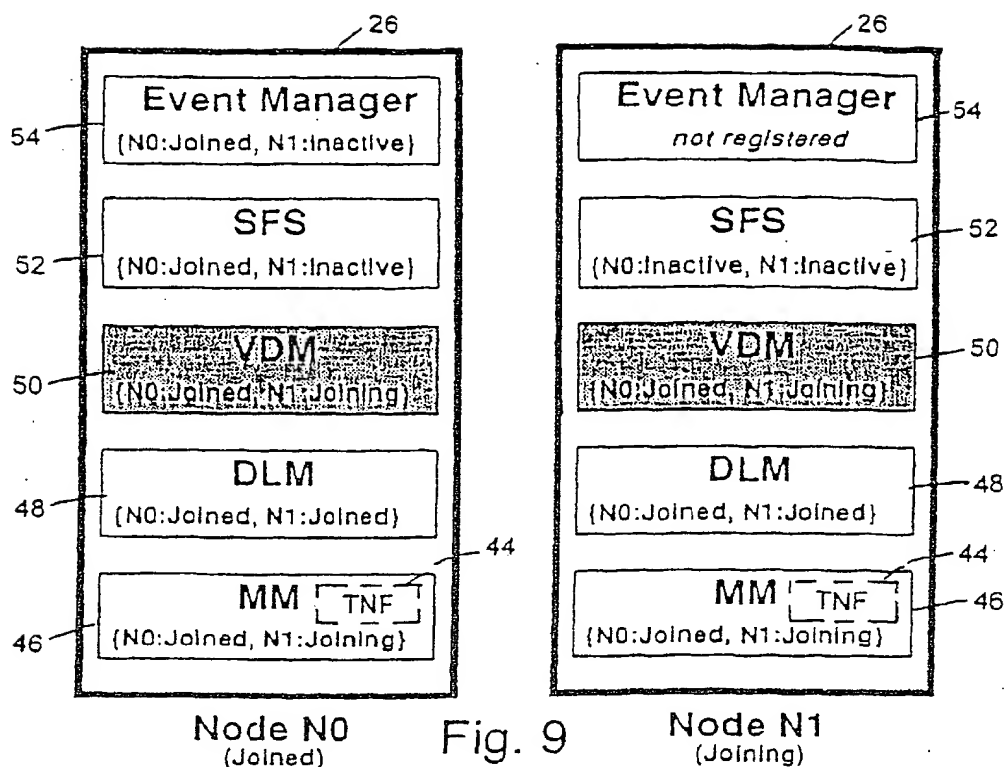 26
Event Manager
{N0:Joined, N1:Inactive}
54
SFS
{N0:Joined, N1:Inactive}
52
VDM
{N0:Joined, N1:Joining}
50
DLM
{N0:Joined, N1:Joined}
48
44
MM
TNF
{N0:Joined, N1:Joining}
46
Node N0
(Joined)
26
Event Manager
not registered
54
SFS
{N0:Inactive, N1:Inactive}
52
VDM
{N0:Joined, N1:Joining}
50
DLM
{N0:Joined, N1:Joined}
48
44
MM
TNF
{N0:Joined, N1:Joining}
46
Node N1
(Joining)
Fig. 9